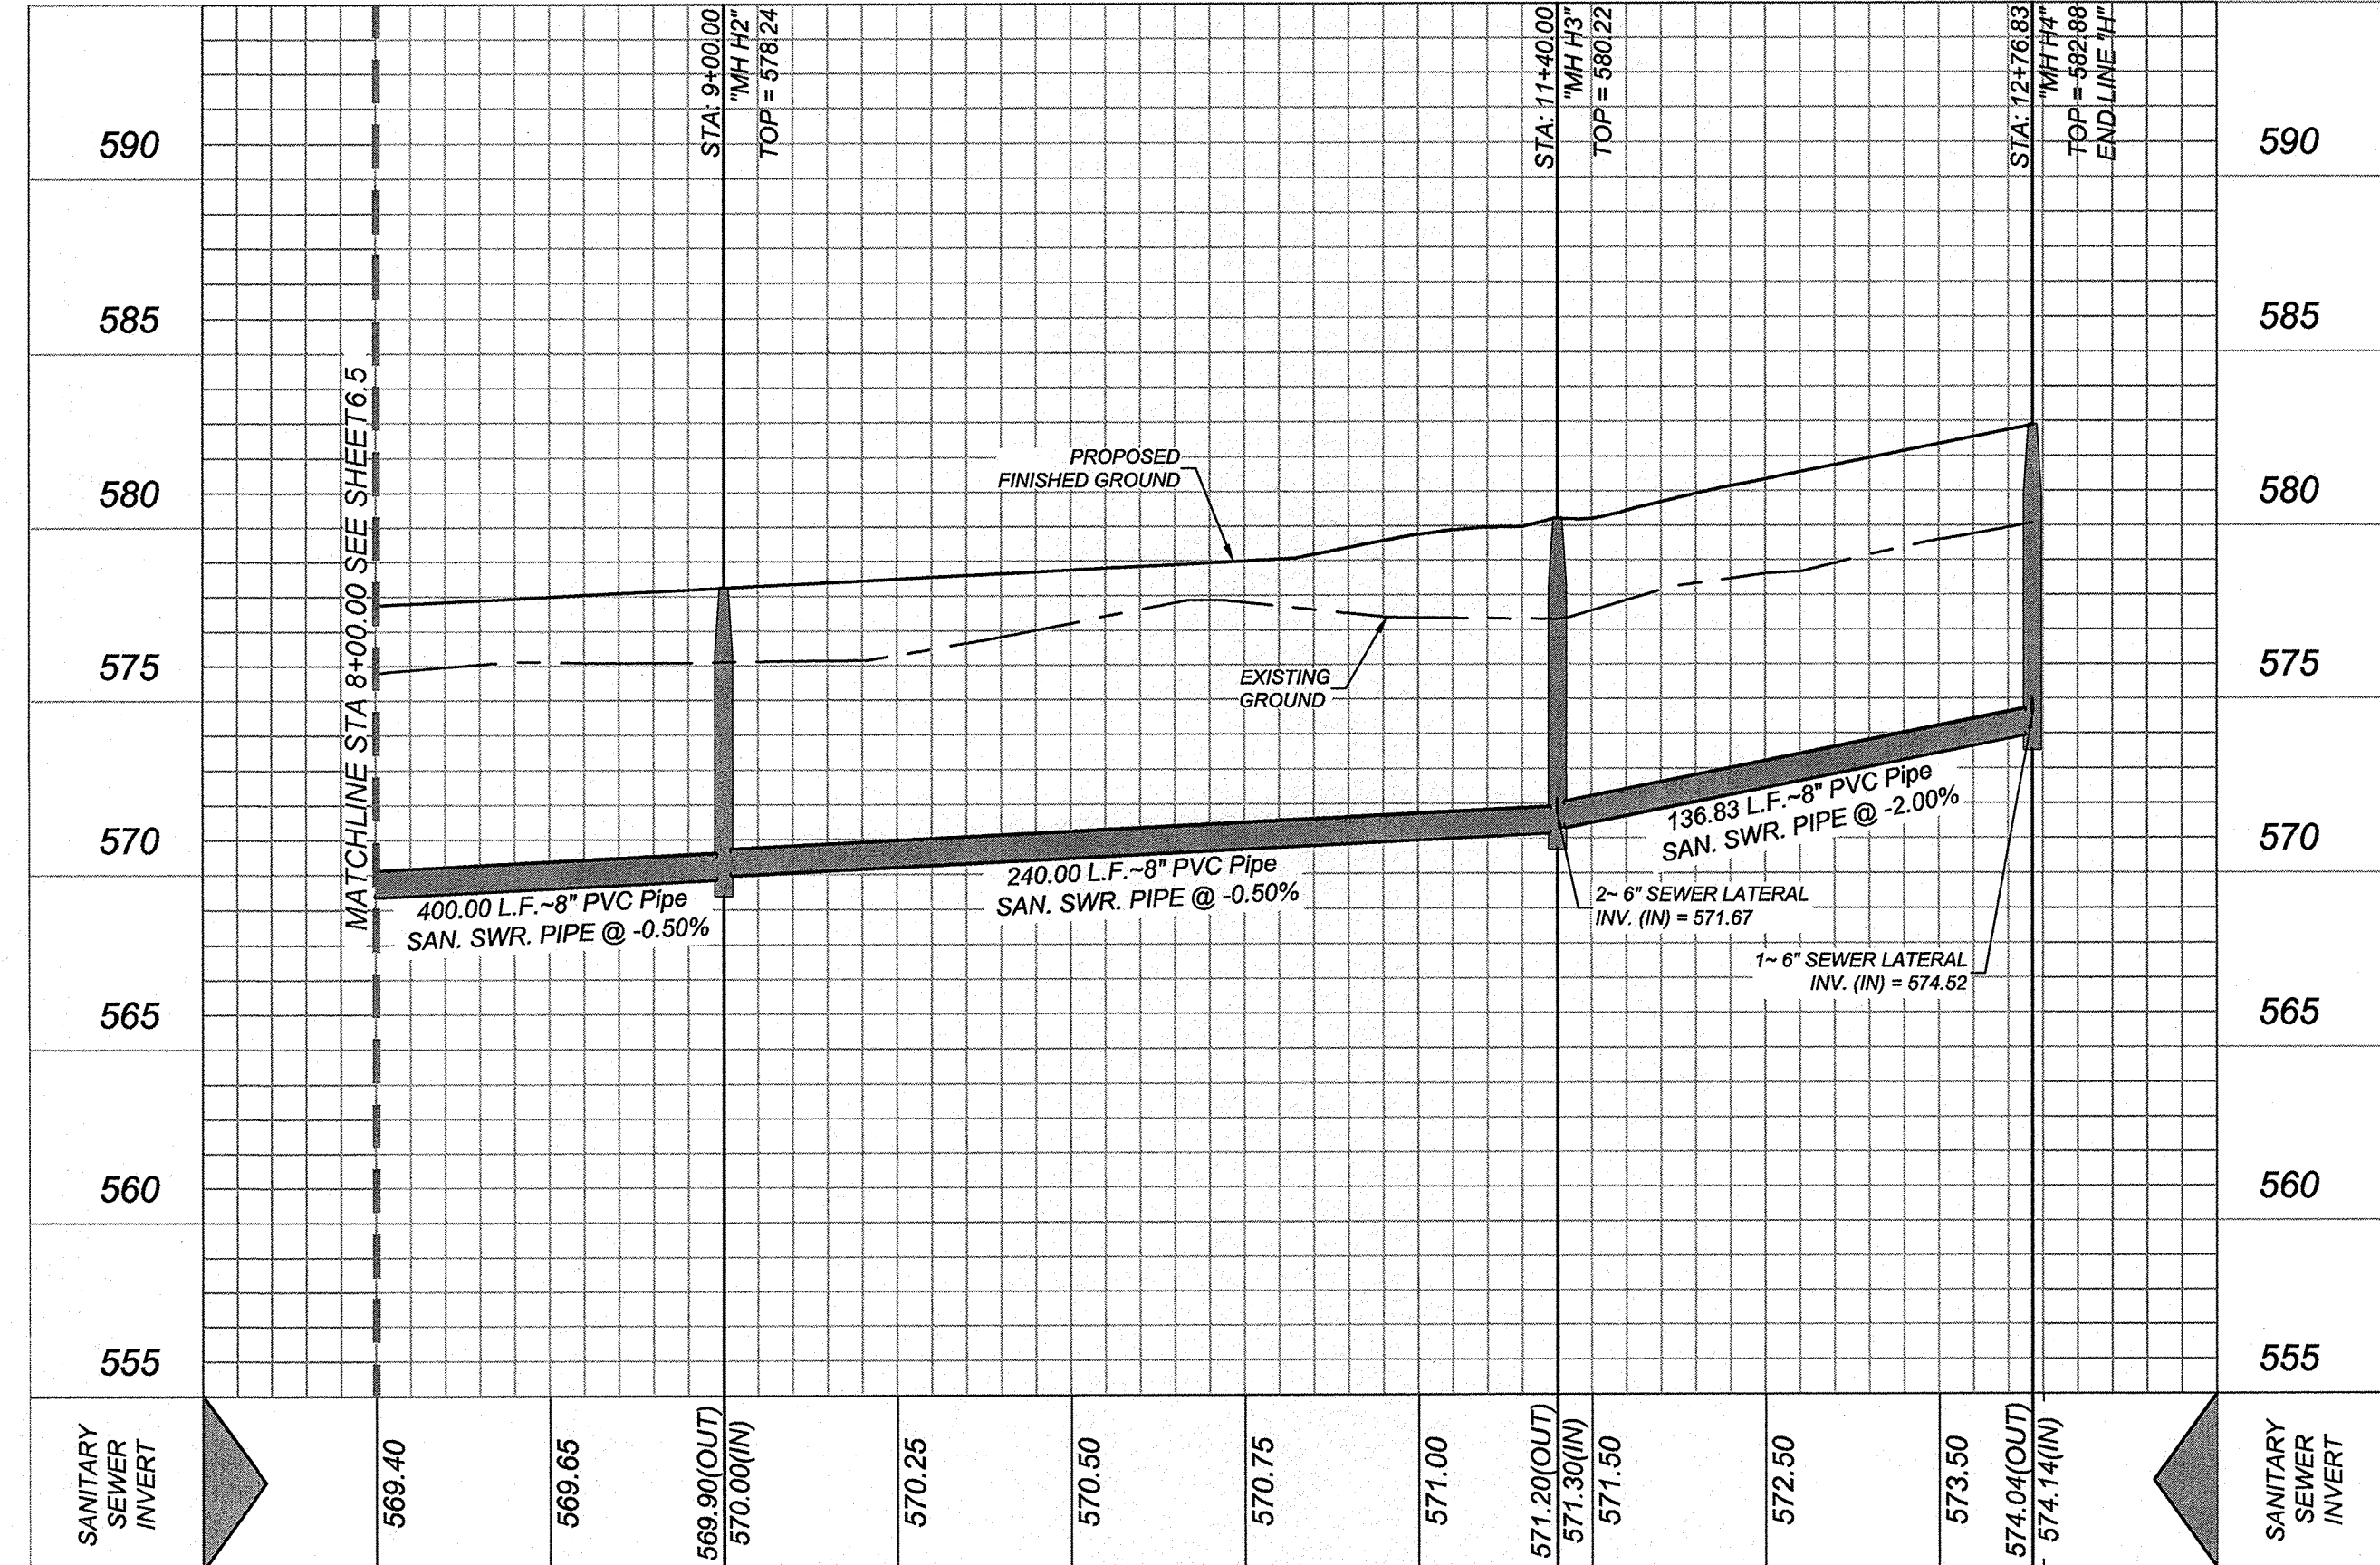 STA: 9+00.00
"MH H2"
TOP = 578.24
STA: 11+40.00
"MH H3"
TOP = 580.22
STA: 12+76.83
"MH H4"
TOP = 582.88
END LINE "H"
590
590
585
585
580
580
575
575
570
570
565
565
560
560
555
555
MATCHLINE STA 8+00.00 SEE SHEET6.5
PROPOSED
FINISHED GROUND
EXISTING
GROUND
400.00 L.F.~8" PVC Pipe
SAN. SWR. PIPE @ -0.50%
240.00 L.F.~8" PVC Pipe
SAN. SWR. PIPE @ -0.50%
136.83 L.F.~8" PVC Pipe
SAN. SWR. PIPE @ -2.00%
2~ 6" SEWER LATERAL
INV. (IN) = 571.67
1~ 6" SEWER LATERAL
INV. (IN) = 574.52
SANITARY
SEWER
INVERT
569.40
569.65
569.90(OUT)
570.00(IN)
570.25
570.50
570.75
571.00
571.20(OUT)
571.30(IN)
571.50
572.50
573.50
574.04(OUT)
574.14(IN)
SANITARY
SEWER
INVERT